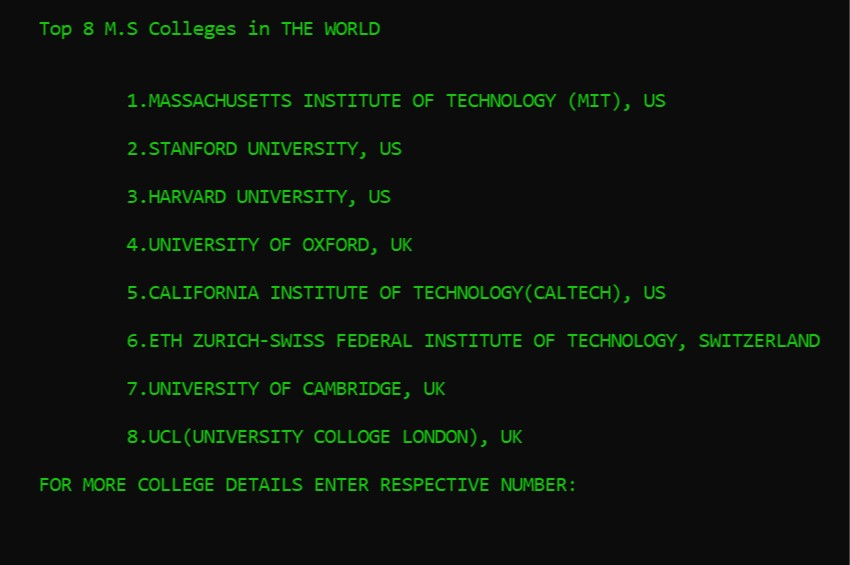 Top 8 M.S Colleges in THE WORLD
1.MASSACHUSETTS INSTITUTE OF TECHNOLOGY (MIT), US
2.STANFORD UNIVERSITY, US
3.HARVARD UNIVERSITY, US
4.UNIVERSITY OF OXFORD, UK
5.CALIFORNIA INSTITUTE OF TECHNOLOGY(CALTECH), US
6.ETH ZURICH-SWISS FEDERAL INSTITUTE OF TECHNOLOGY, SWITZERLAND
7.UNIVERSITY OF CAMBRIDGE, UK
8.UCL(UNIVERSITY COLLOGE LONDON), UK
FOR MORE COLLEGE DETAILS ENTER RESPECTIVE NUMBER: